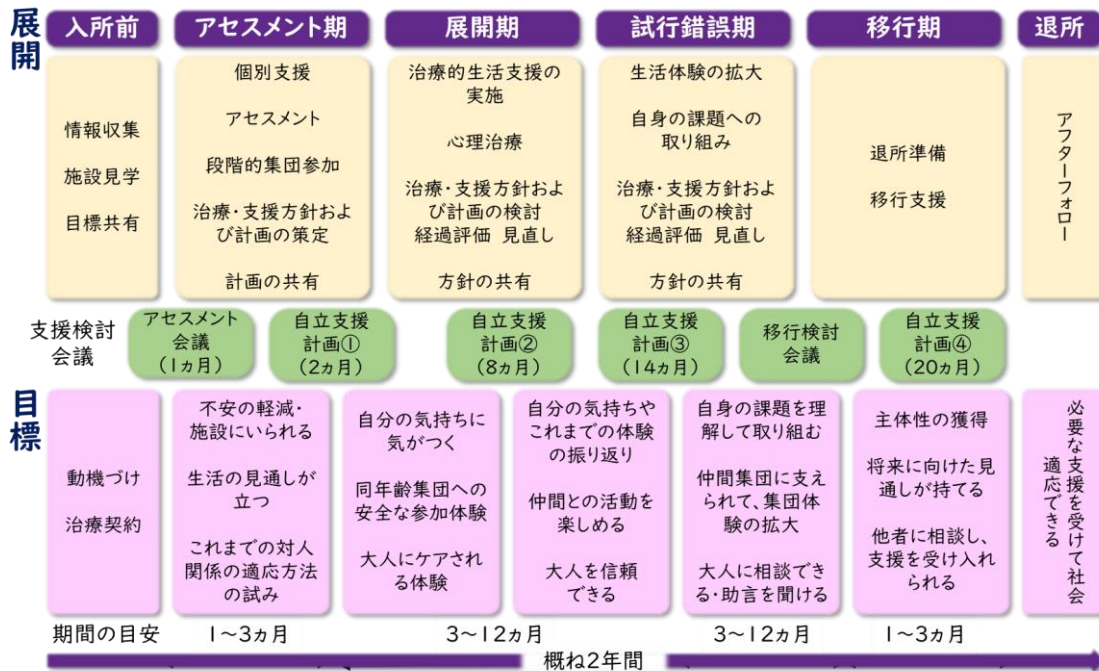 展開
入所前
アセスメント期
展開期
試行錯誤期
移行期
退所
情報収集
施設見学
目標共有
個別支援
アセスメント
段階的集団参加
治療・支援方針およ
び計画の策定
計画の共有
治療的生活支援の
実施
心理治療
治療・支援方針およ
び計画の検討
経過評価 見直し
方針の共有
生活体験の拡大
自身の課題への
取り組み
治療・支援方針およ
び計画の検討
経過評価 見直し
方針の共有
退所準備
移行支援
アフターフォロー
支援検討
会議
アセスメント
会議
(1ヵ月)
自立支援
計画①
(2ヵ月)
自立支援
計画②
(8ヵ月)
自立支援
計画③
(14ヵ月)
移行検討
会議
自立支援
計画④
(20ヵ月)
目標
動機づけ
治療契約
不安の軽減・
施設にいられる
生活の見通しが
立つ
これまでの対人
関係の適応方法
の試み
自分の気持ちに
気がつく
同年齢集団への
安全な参加体験
大人にケアされ
る体験
自分の気持ちや
これまでの体験
の振り返り
仲間との活動を
楽しめる
大人を信頼
できる
自身の課題を理
解して取り組む
仲間集団に支え
られて、集団体
験の拡大
大人に相談でき
る・助言を聞ける
主体性の獲得
将来に向けた見
通しが持てる
他者に相談し、
支援を受け入れ
られる
必要な支援を受けて社会
適応できる
期間の目安
1～3ヵ月
3～12ヵ月
3～12ヵ月
1～3ヵ月
概ね2年間